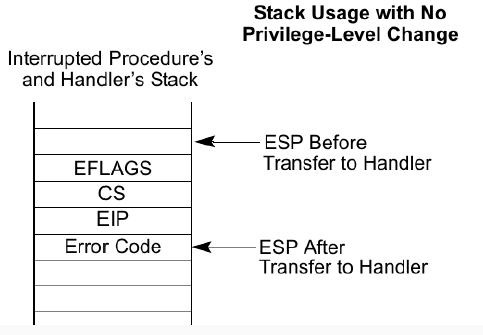 Stack Usage with No
Privilege-Level Change
Interrupted Procedure's
and Handler's Stack
ESP Before
Transfer to Handler
EFLAGS
CS
EIP
Error Code
ESP After
Transfer to Handler